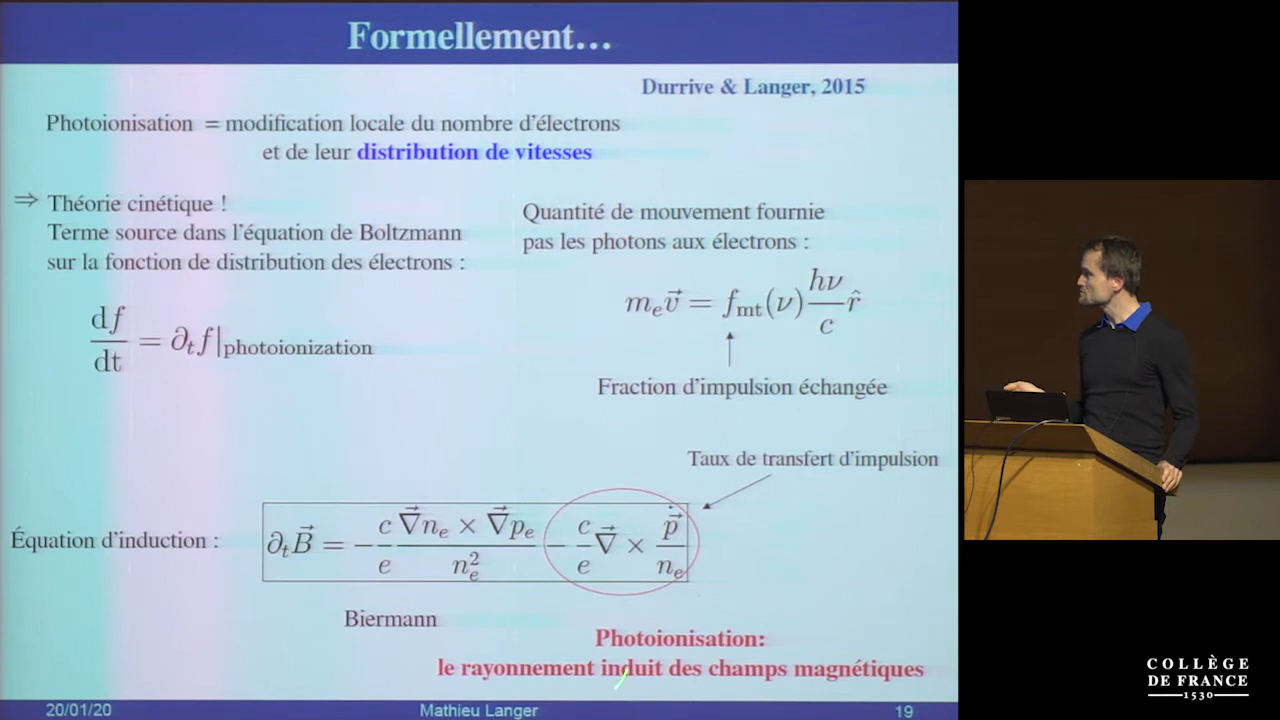 Formellement...
Durrive & Langer, 2015
Photoionisation = modification locale du nombre d'électrons
et de leur distribution de vitesses
⇒ Théorie cinétique !
Terme source dans l'équation de Boltzmann
sur la fonction de distribution des électrons :
df/dt = ∂ₜf|photoionization
Quantité de mouvement fournie
pas les photons aux électrons :
mₑv⃗ = f_mt(ν) hν/c r̂
Fraction d'impulsion échangée
Taux de transfert d'impulsion
Équation d'induction : ∂ₜB⃗ = −c/e (∇⃗nₑ × ∇⃗pₑ)/nₑ² − c/e ∇⃗ × ṗ⃗/nₑ
Biermann
Photoionisation:
le rayonnement induit des champs magnétiques
20/01/20 Mathieu Langer 19
COLLÈGE
DE FRANCE
1530